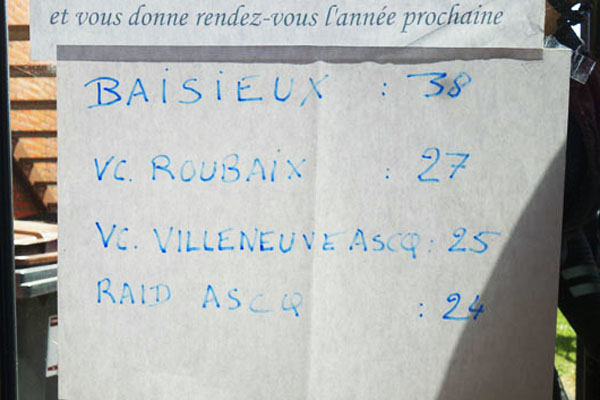 et vous donne rendez-vous l'année prochaine
BAISIEUX : 38
VC. ROUBAIX : 27
VC. VILLENEUVE ASCQ : 25
RAID ASCQ : 24